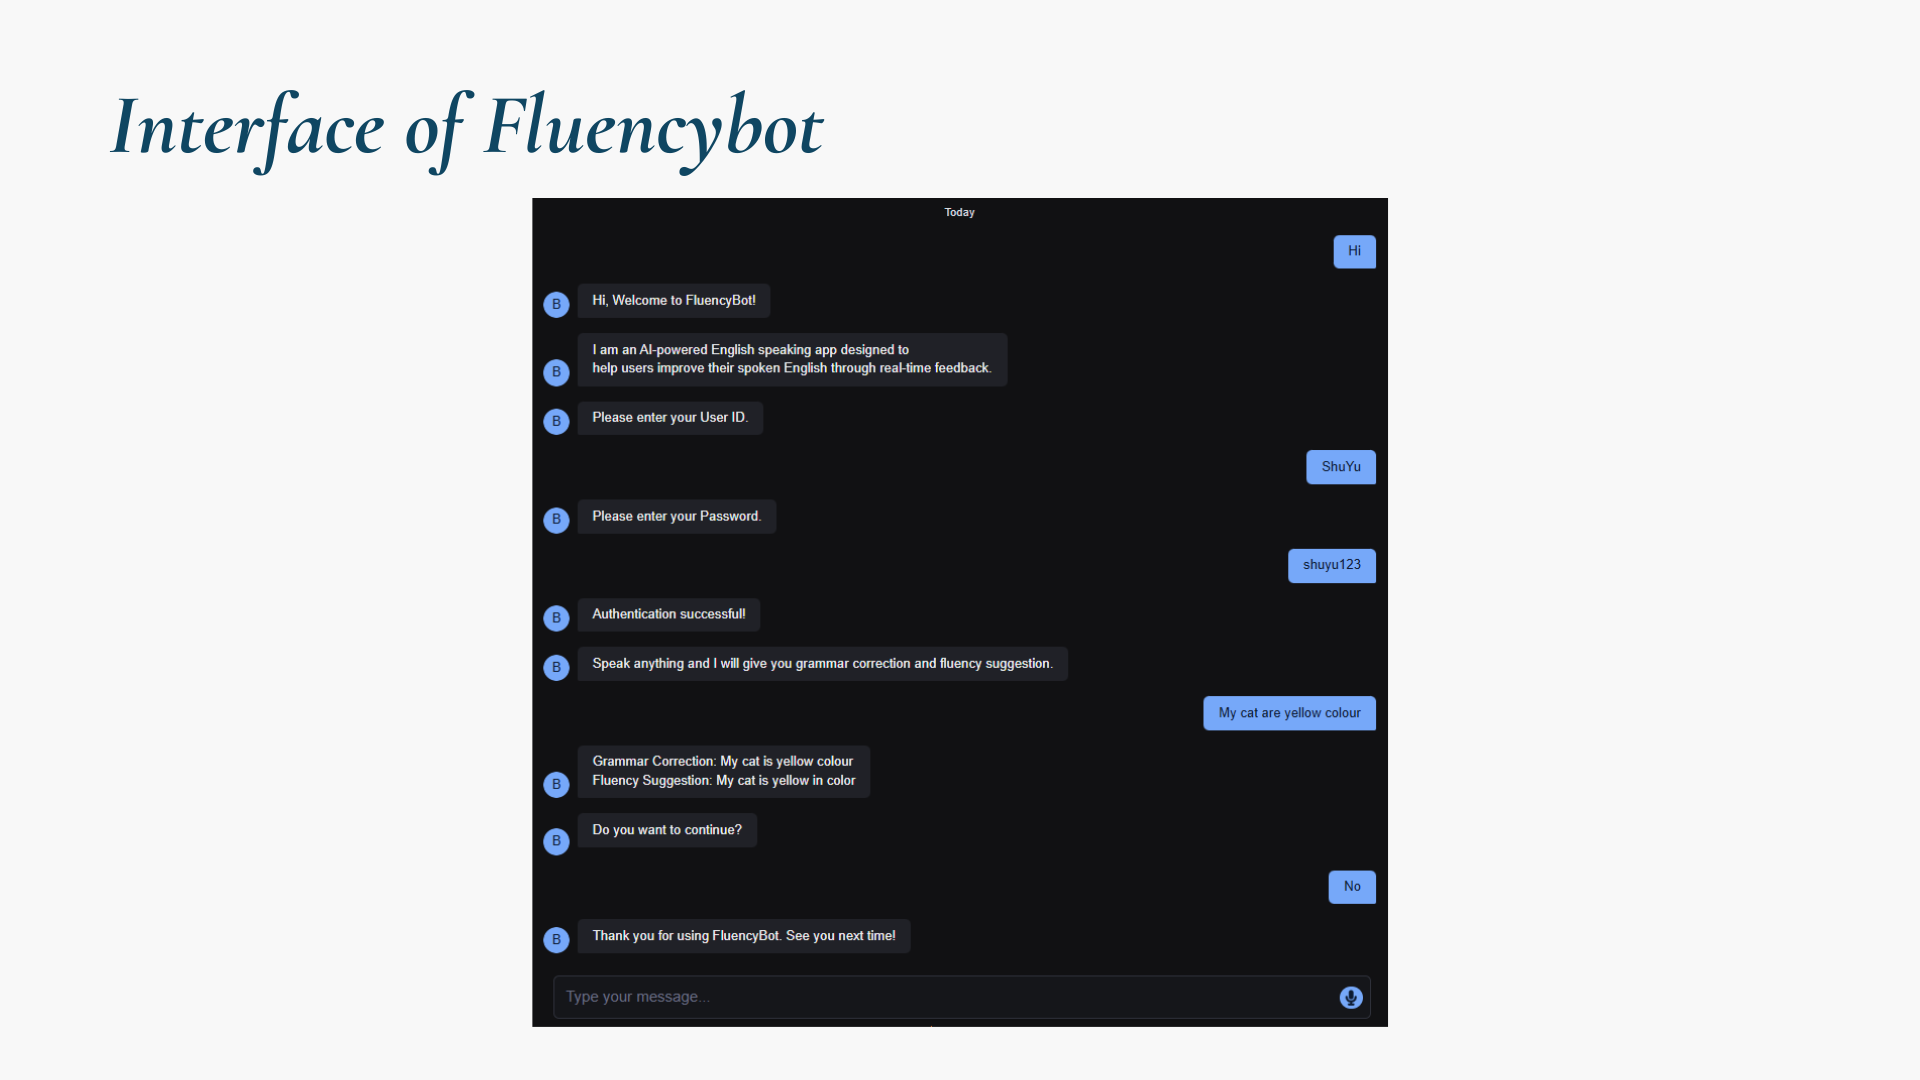 Interface of Fluencybot
Today
Hi
B
Hi, Welcome to FluencyBot!
B
I am an AI-powered English speaking app designed to
help users improve their spoken English through real-time feedback.
B
Please enter your User ID.
ShuYu
B
Please enter your Password.
shuyu123
B
Authentication successful!
B
Speak anything and I will give you grammar correction and fluency suggestion.
My cat are yellow colour
B
Grammar Correction: My cat is yellow colour
Fluency Suggestion: My cat is yellow in color
B
Do you want to continue?
No
B
Thank you for using FluencyBot. See you next time!
Type your message...